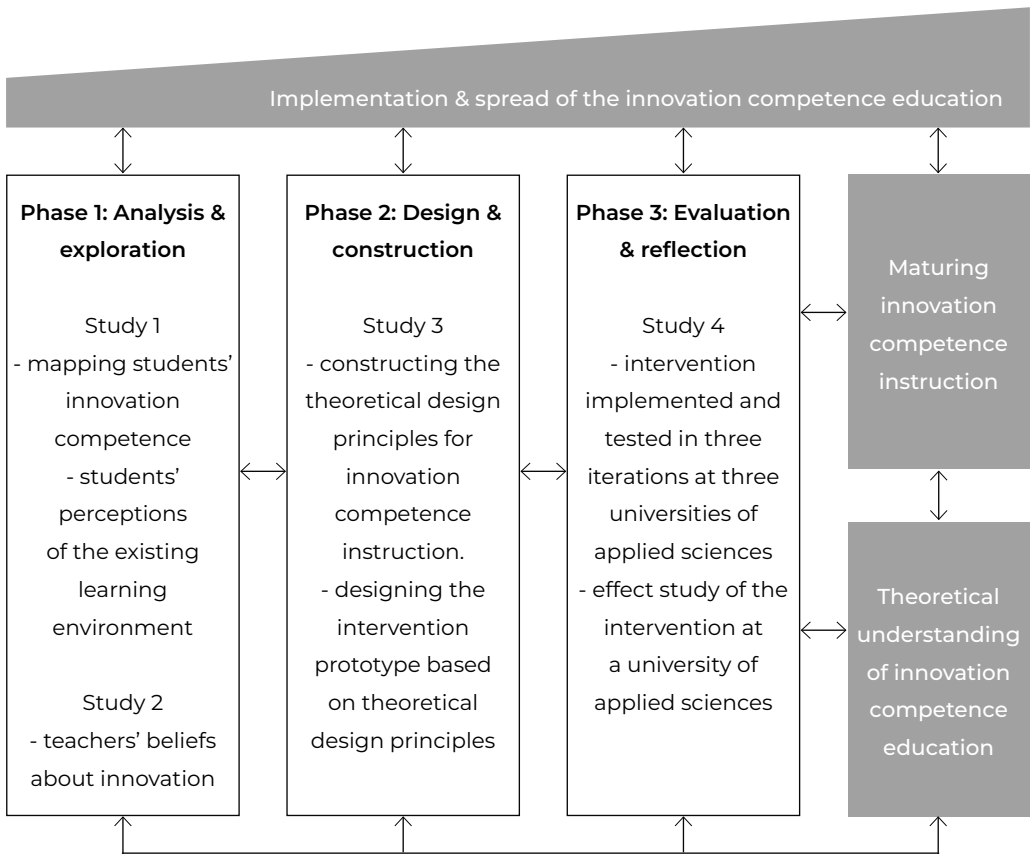 Implementation & spread of the innovation competence education
Phase 1: Analysis &
exploration
Study 1
- mapping students’
innovation
competence
- students’
perceptions
of the existing
learning
environment
Study 2
- teachers’ beliefs
about innovation
Phase 2: Design &
construction
Study 3
- constructing the
theoretical design
principles for
innovation
competence
instruction.
- designing the
intervention
prototype based
on theoretical
design principles
Phase 3: Evaluation
& reflection
Study 4
- intervention
implemented and
tested in three
iterations at three
universities of
applied sciences
- effect study of the
intervention at
a university of
applied sciences
Maturing
innovation
competence
instruction
Theoretical
understanding
of innovation
competence
education